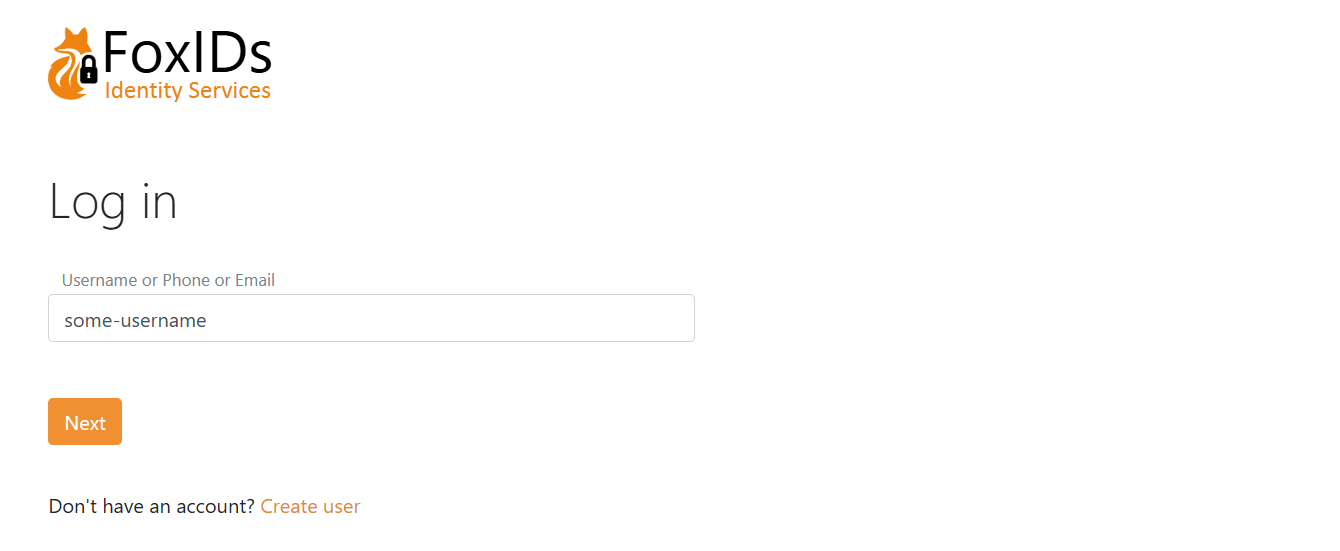 FoxIDs
Identity Services
Log in
Username or Phone or Email
some-username
Next
Don't have an account? Create user